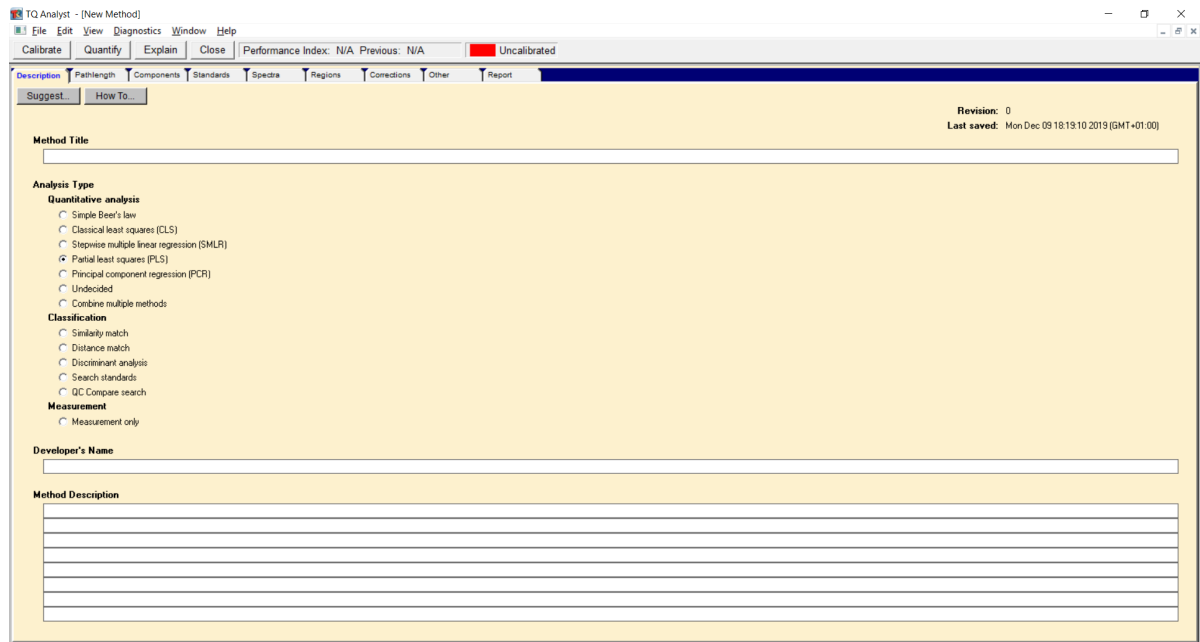 TQ Analyst - [New Method]
File Edit View Diagnostics Window Help
Calibrate Quantify Explain Close Performance Index: N/A Previous: N/A Uncalibrated
Description Pathlength Components Standards Spectra Regions Corrections Other Report
Suggest... How To...
Revision: 0
Last saved: Mon Dec 09 18:19:10 2019 (GMT+01:00)
Method Title
Analysis Type
Quantitative analysis
Simple Beer's law
Classical least squares (CLS)
Stepwise multiple linear regression (SMLR)
Partial least squares (PLS)
Principal component regression (PCR)
Undecided
Combine multiple methods
Classification
Similarity match
Distance match
Discriminant analysis
Search standards
QC Compare search
Measurement
Measurement only
Developer's Name
Method Description